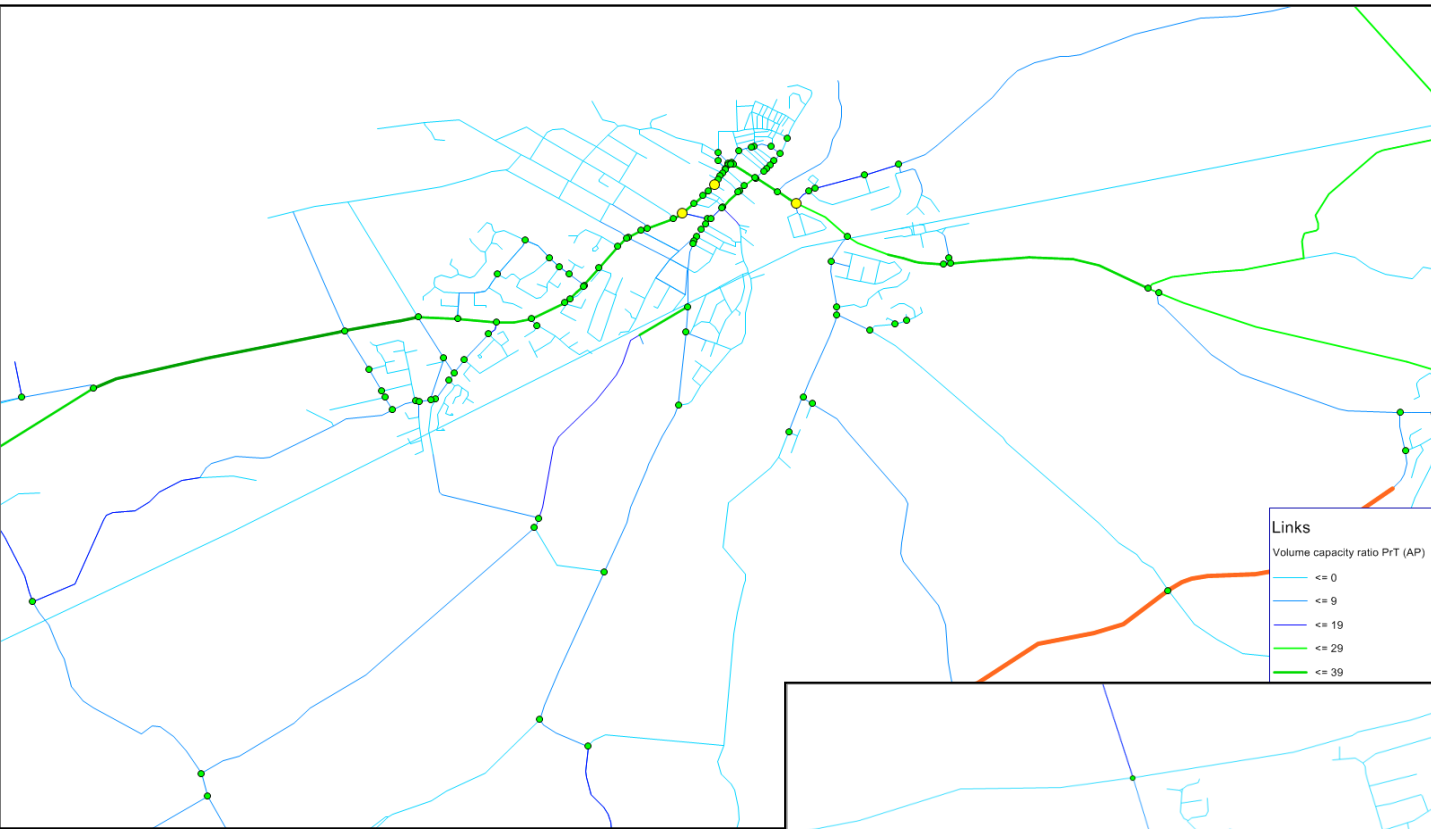 Links
Volume capacity ratio PrT (AP)
<= 0
<= 9
<= 19
<= 29
<= 39